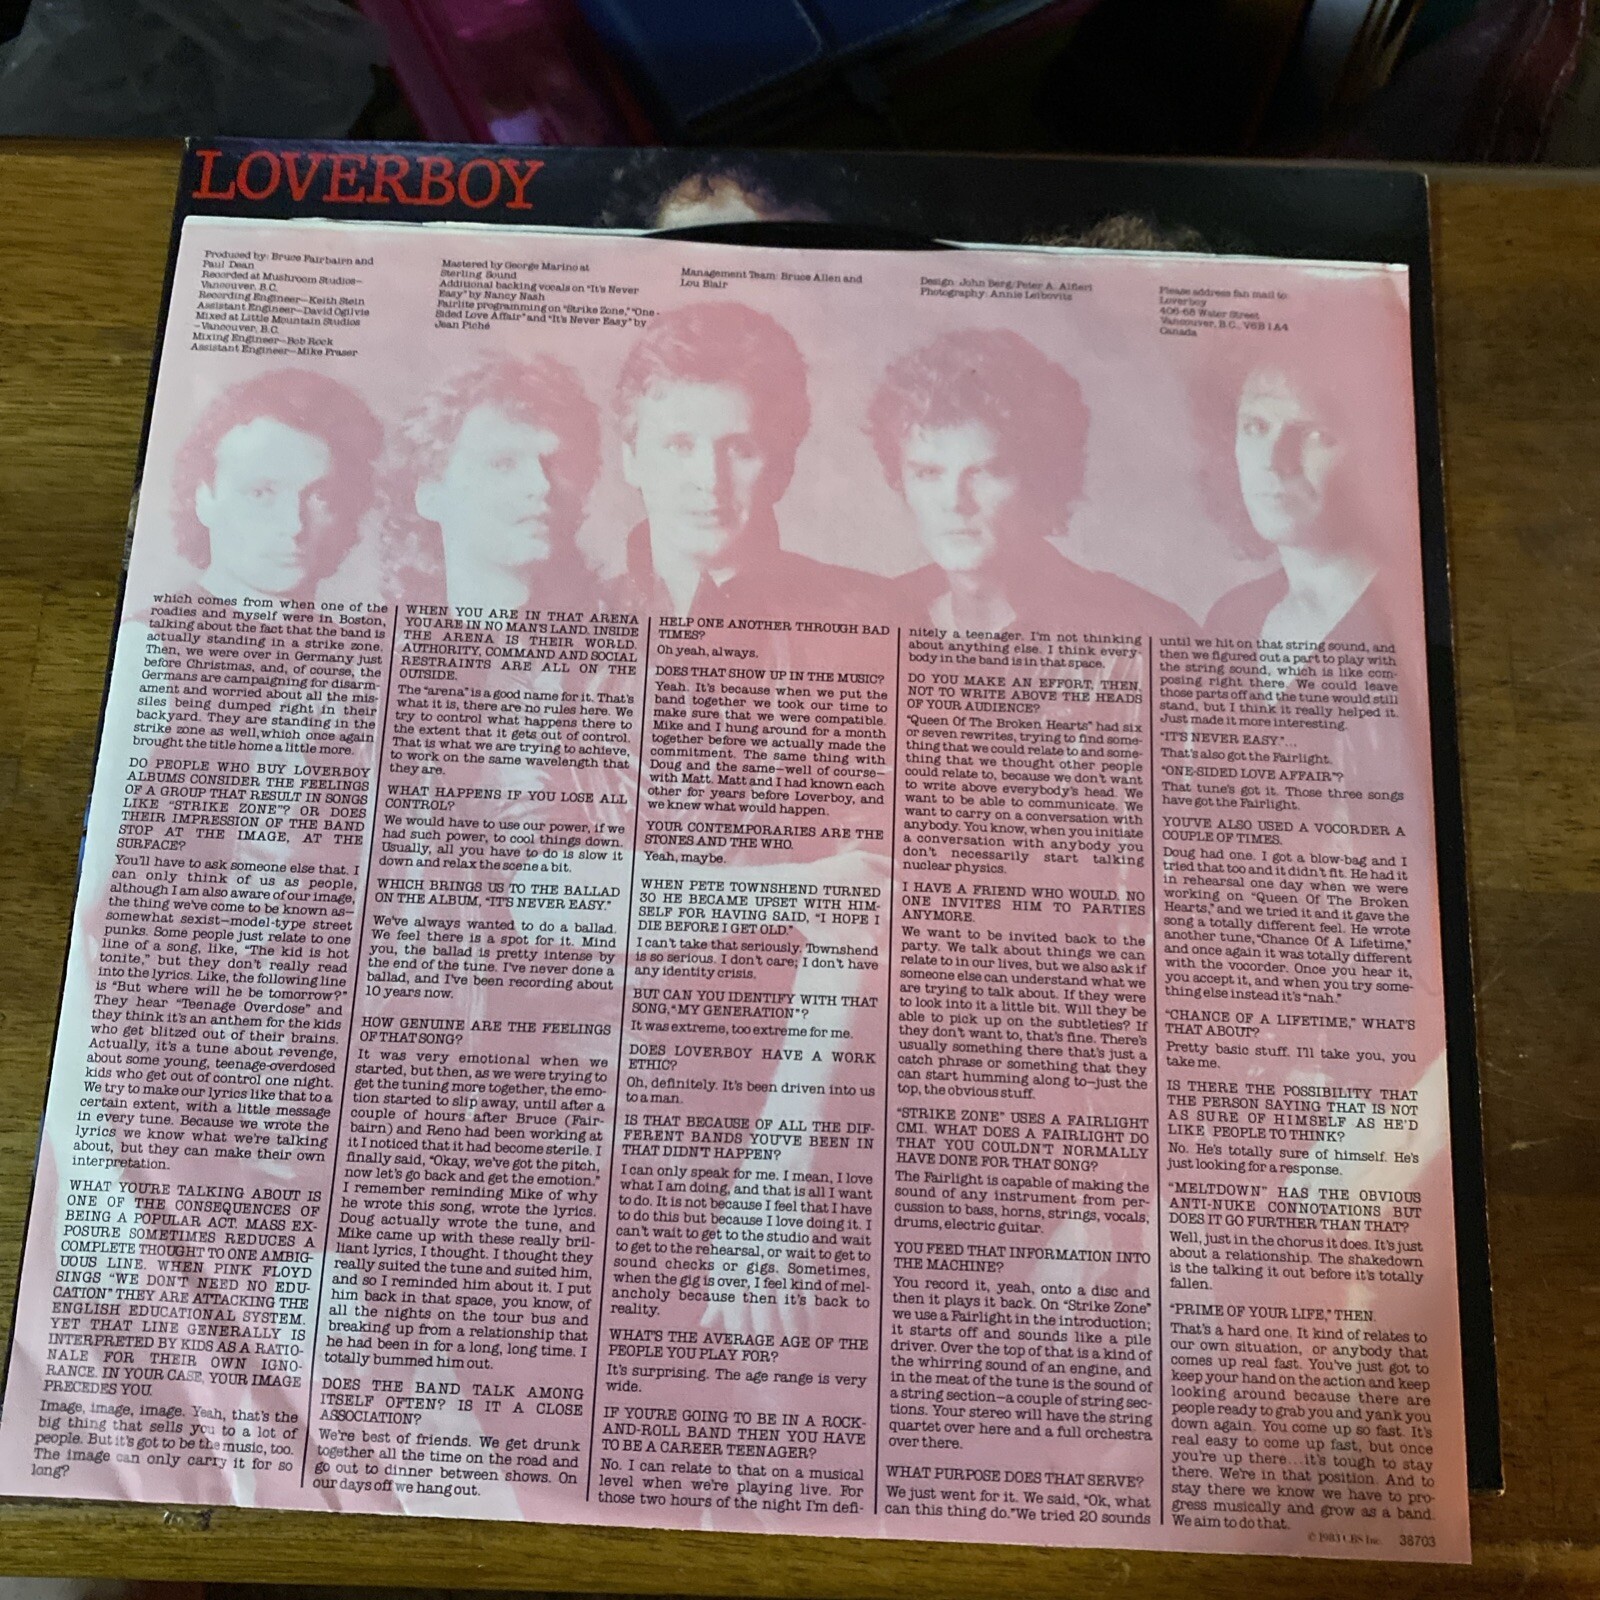 LOVERBOY
Produced by: Bruce Fairbairn and
Paul Dean
Recorded at Mushroom Studios–
Vancouver, B.C.
Recording Engineer–Keith Stein
Assistant Engineer–David Ogilvie
Mixed at Little Mountain Studios
–Vancouver, B.C.
Mixing Engineer–Bob Rock
Assistant Engineer–Mike Fraser
Mastered by George Marino at
Sterling Sound
Additional backing vocals on "It's Never
Easy" by Nancy Nash
Fairlite programming on "Strike Zone," "One-
Sided Love Affair" and "It's Never Easy" by
Jean Piché
Management Team: Bruce Allen and
Lou Blair
Design: John Berg/Peter A. Alfieri
Photography: Annie Leibovitz
Please address fan mail to:
Loverboy
406-68 Water Street
Vancouver, B.C., V6B 1A4
Canada
which comes from when one of the
roadies and myself were in Boston,
talking about the fact that the band is
actually standing in a strike zone.
Then, we were over in Germany just
before Christmas, and, of course, the
Germans are campaigning for disarm-
ament and worried about all the mis-
siles being dumped right in their
backyard. They are standing in the
strike zone as well, which once again
brought the title home a little more.
DO PEOPLE WHO BUY LOVERBOY
ALBUMS CONSIDER THE FEELINGS
OF A GROUP THAT RESULT IN SONGS
LIKE "STRIKE ZONE"? OR DOES
THEIR IMPRESSION OF THE BAND
STOP AT THE IMAGE, AT THE
SURFACE?
You'll have to ask someone else that. I
can only think of us as people,
although I am also aware of our image,
the thing we've come to be known as–
somewhat sexist–model-type street
punks. Some people just relate to one
line of a song, like, "The kid is hot
tonite," but they don't really read
into the lyrics. Like, the following line
is "But where will he be tomorrow?"
They hear "Teenage Overdose" and
they think it's an anthem for the kids
who get blitzed out of their brains.
Actually, it's a tune about revenge,
about some young, teenage-overdosed
kids who get out of control one night.
We try to make our lyrics like that to a
certain extent, with a little message
in every tune. Because we wrote the
lyrics we know what we're talking
about, but they can make their own
interpretation.
WHAT YOU'RE TALKING ABOUT IS
ONE OF THE CONSEQUENCES OF
BEING A POPULAR ACT. MASS EX-
POSURE SOMETIMES REDUCES A
COMPLETE THOUGHT TO ONE AMBIG-
UOUS LINE. WHEN PINK FLOYD
SINGS "WE DON'T NEED NO EDU-
CATION" THEY ARE ATTACKING THE
ENGLISH EDUCATIONAL SYSTEM.
YET THAT LINE GENERALLY IS
INTERPRETED BY KIDS AS A RATIO-
NALE FOR THEIR OWN IGNO-
RANCE. IN YOUR CASE, YOUR IMAGE
PRECEDES YOU.
Image, image, image. Yeah, that's the
big thing that sells you to a lot of
people. But it's got to be the music, too.
The image can only carry it for so
long?
WHEN YOU ARE IN THAT ARENA
YOU ARE IN NO MAN'S LAND. INSIDE
THE ARENA IS THEIR WORLD.
AUTHORITY, COMMAND AND SOCIAL
RESTRAINTS ARE ALL ON THE
OUTSIDE.
The "arena" is a good name for it. That's
what it is, there are no rules here. We
try to control what happens there to
the extent that it gets out of control.
That is what we are trying to achieve,
to work on the same wavelength that
they are.
WHAT HAPPENS IF YOU LOSE ALL
CONTROL?
We would have to use our power, if we
had such power, to cool things down.
Usually, all you have to do is slow it
down and relax the scene a bit.
WHICH BRINGS US TO THE BALLAD
ON THE ALBUM, "IT'S NEVER EASY."
We've always wanted to do a ballad.
We feel there is a spot for it. Mind
you, the ballad is pretty intense by
the end of the tune. I've never done a
ballad, and I've been recording about
10 years now.
HOW GENUINE ARE THE FEELINGS
OF THAT SONG?
It was very emotional when we
started, but then, as we were trying to
get the tuning more together, the emo-
tion started to slip away, until after a
couple of hours after Bruce (Fair-
bairn) and Reno had been working at
it I noticed that it had become sterile. I
finally said, "Okay, we've got the pitch,
now let's go back and get the emotion."
I remember reminding Mike of why
he wrote this song, wrote the lyrics.
Doug actually wrote the tune, and
Mike came up with these really bril-
liant lyrics, I thought. I thought they
really suited the tune and suited him,
and so I reminded him about it. I put
him back in that space, you know, of
all the nights on the tour bus and
breaking up from a relationship that
he had been in for a long, long time. I
totally bummed him out.
DOES THE BAND TALK AMONG
ITSELF OFTEN? IS IT A CLOSE
ASSOCIATION?
We're best of friends. We get drunk
together all the time on the road and
go out to dinner between shows. On
our days off we hang out.
HELP ONE ANOTHER THROUGH BAD
TIMES?
Oh yeah, always.
DOES THAT SHOW UP IN THE MUSIC?
Yeah. It's because when we put the
band together we took our time to
make sure that we were compatible.
Mike and I hung around for a month
together before we actually made the
commitment. The same thing with
Doug and the same–well of course–
with Matt. Matt and I had known each
other for years before Loverboy, and
we knew what would happen.
YOUR CONTEMPORARIES ARE THE
STONES AND THE WHO.
Yeah, maybe.
WHEN PETE TOWNSHEND TURNED
30 HE BECAME UPSET WITH HIM-
SELF FOR HAVING SAID, "I HOPE I
DIE BEFORE I GET OLD."
I can't take that seriously. Townshend
is so serious. I don't care; I don't have
any identity crisis.
BUT CAN YOU IDENTIFY WITH THAT
SONG, "MY GENERATION"?
It was extreme, too extreme for me.
DOES LOVERBOY HAVE A WORK
ETHIC?
Oh, definitely. It's been driven into us
to a man.
IS THAT BECAUSE OF ALL THE DIF-
FERENT BANDS YOU'VE BEEN IN
THAT DIDN'T HAPPEN?
I can only speak for me. I mean, I love
what I am doing, and that is all I want
to do. It is not because I feel that I have
to do this but because I love doing it. I
can't wait to get to the studio and wait
to get to the rehearsal, or wait to get to
sound checks or gigs. Sometimes,
when the gig is over, I feel kind of mel-
ancholy because then it's back to
reality.
WHAT'S THE AVERAGE AGE OF THE
PEOPLE YOU PLAY FOR?
It's surprising. The age range is very
wide.
IF YOU'RE GOING TO BE IN A ROCK-
AND-ROLL BAND THEN YOU HAVE
TO BE A CAREER TEENAGER?
No. I can relate to that on a musical
level when we're playing live. For
those two hours of the night I'm defi-
nitely a teenager. I'm not thinking
about anything else. I think every-
body in the band is in that space.
DO YOU MAKE AN EFFORT, THEN,
NOT TO WRITE ABOVE THE HEADS
OF YOUR AUDIENCE?
"Queen Of The Broken Hearts" had six
or seven rewrites, trying to find some-
thing that we could relate to and some-
thing that we thought other people
could relate to, because we don't want
to write above everybody's head. We
want to be able to communicate. We
want to carry on a conversation with
anybody. You know, when you initiate
a conversation with anybody you
don't necessarily start talking
nuclear physics.
I HAVE A FRIEND WHO WOULD. NO
ONE INVITES HIM TO PARTIES
ANYMORE.
We want to be invited back to the
party. We talk about things we can
relate to in our lives, but we also ask if
someone else can understand what we
are trying to talk about. If they were
to look into it a little bit. Will they be
able to pick up on the subtleties? If
they don't want to, that's fine. There's
usually something there that's just a
catch phrase or something that they
can start humming along to–just the
top, the obvious stuff.
"STRIKE ZONE" USES A FAIRLIGHT
CMI. WHAT DOES A FAIRLIGHT DO
THAT YOU COULDN'T NORMALLY
HAVE DONE FOR THAT SONG?
The Fairlight is capable of making the
sound of any instrument from per-
cussion to bass, horns, strings, vocals,
drums, electric guitar.
YOU FEED THAT INFORMATION INTO
THE MACHINE?
You record it, yeah, onto a disc and
then it plays it back. On "Strike Zone"
we use a Fairlight in the introduction;
it starts off and sounds like a pile
driver. Over the top of that is a kind of
the whirring sound of an engine, and
in the meat of the tune is the sound of
a string section–a couple of string sec-
tions. Your stereo will have the string
quartet over here and a full orchestra
over there.
WHAT PURPOSE DOES THAT SERVE?
We just went for it. We said, "Ok, what
can this thing do." We tried 20 sounds
until we hit on that string sound, and
then we figured out a part to play with
the string sound, which is like com-
posing right there. We could leave
those parts off and the tune would still
stand, but I think it really helped it.
Just made it more interesting.
"IT'S NEVER EASY."...
That's also got the Fairlight.
"ONE-SIDED LOVE AFFAIR"?
That tune's got it. Those three songs
have got the Fairlight.
YOU'VE ALSO USED A VOCORDER A
COUPLE OF TIMES.
Doug had one. I got a blow-bag and I
tried that too and it didn't fit. He had it
in rehearsal one day when we were
working on "Queen Of The Broken
Hearts," and we tried it and it gave the
song a totally different feel. He wrote
another tune, "Chance Of A Lifetime,"
and once again it was totally different
with the vocorder. Once you hear it,
you accept it, and when you try some-
thing else instead it's "nah."
"CHANCE OF A LIFETIME," WHAT'S
THAT ABOUT?
Pretty basic stuff. I'll take you, you
take me.
IS THERE THE POSSIBILITY THAT
THE PERSON SAYING THAT IS NOT
AS SURE OF HIMSELF AS HE'D
LIKE PEOPLE TO THINK?
No. He's totally sure of himself. He's
just looking for a response.
"MELTDOWN" HAS THE OBVIOUS
ANTI-NUKE CONNOTATIONS BUT
DOES IT GO FURTHER THAN THAT?
Well, just in the chorus it does. It's just
about a relationship. The shakedown
is the talking it out before it's totally
fallen.
"PRIME OF YOUR LIFE," THEN.
That's a hard one. It kind of relates to
our own situation, or anybody that
comes up real fast. You've just got to
keep your hand on the action and keep
looking around because there are
people ready to grab you and yank you
down again. You come up so fast. It's
real easy to come up fast, but once
you're up there...it's tough to stay
there. We're in that position. And to
stay there we know we have to pro-
gress musically and grow as a band.
We aim to do that.
© 1983 CBS Inc. 38703